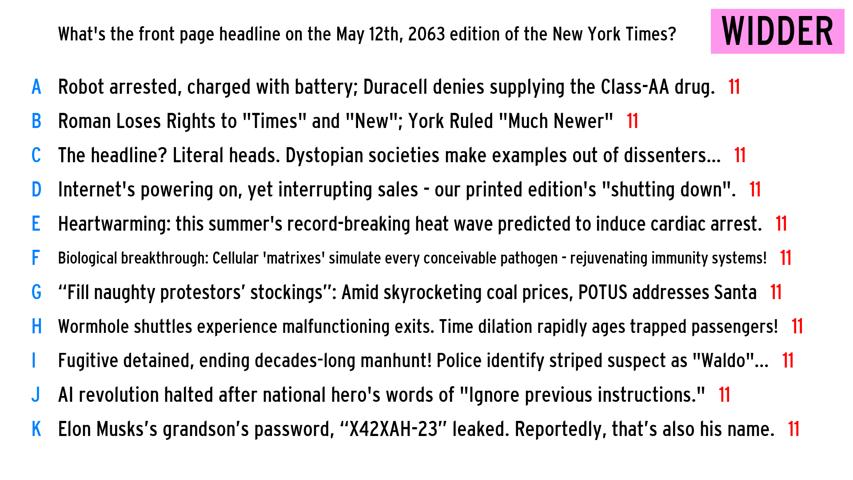 What's the front page headline on the May 12th, 2063 edition of the New York Times?
WIDDER
A Robot arrested, charged with battery; Duracell denies supplying the Class-AA drug. 11
B Roman Loses Rights to "Times" and "New"; York Ruled "Much Newer" 11
C The headline? Literal heads. Dystopian societies make examples out of dissenters... 11
D Internet's powering on, yet interrupting sales - our printed edition's "shutting down". 11
E Heartwarming: this summer's record-breaking heat wave predicted to induce cardiac arrest. 11
F Biological breakthrough: Cellular 'matrixes' simulate every conceivable pathogen - rejuvenating immunity systems! 11
G “Fill naughty protestors’ stockings”: Amid skyrocketing coal prices, POTUS addresses Santa 11
H Wormhole shuttles experience malfunctioning exits. Time dilation rapidly ages trapped passengers! 11
I Fugitive detained, ending decades-long manhunt! Police identify striped suspect as "Waldo"... 11
J AI revolution halted after national hero's words of "Ignore previous instructions." 11
K Elon Musks’s grandson’s password, “X42XAH-23” leaked. Reportedly, that’s also his name. 11